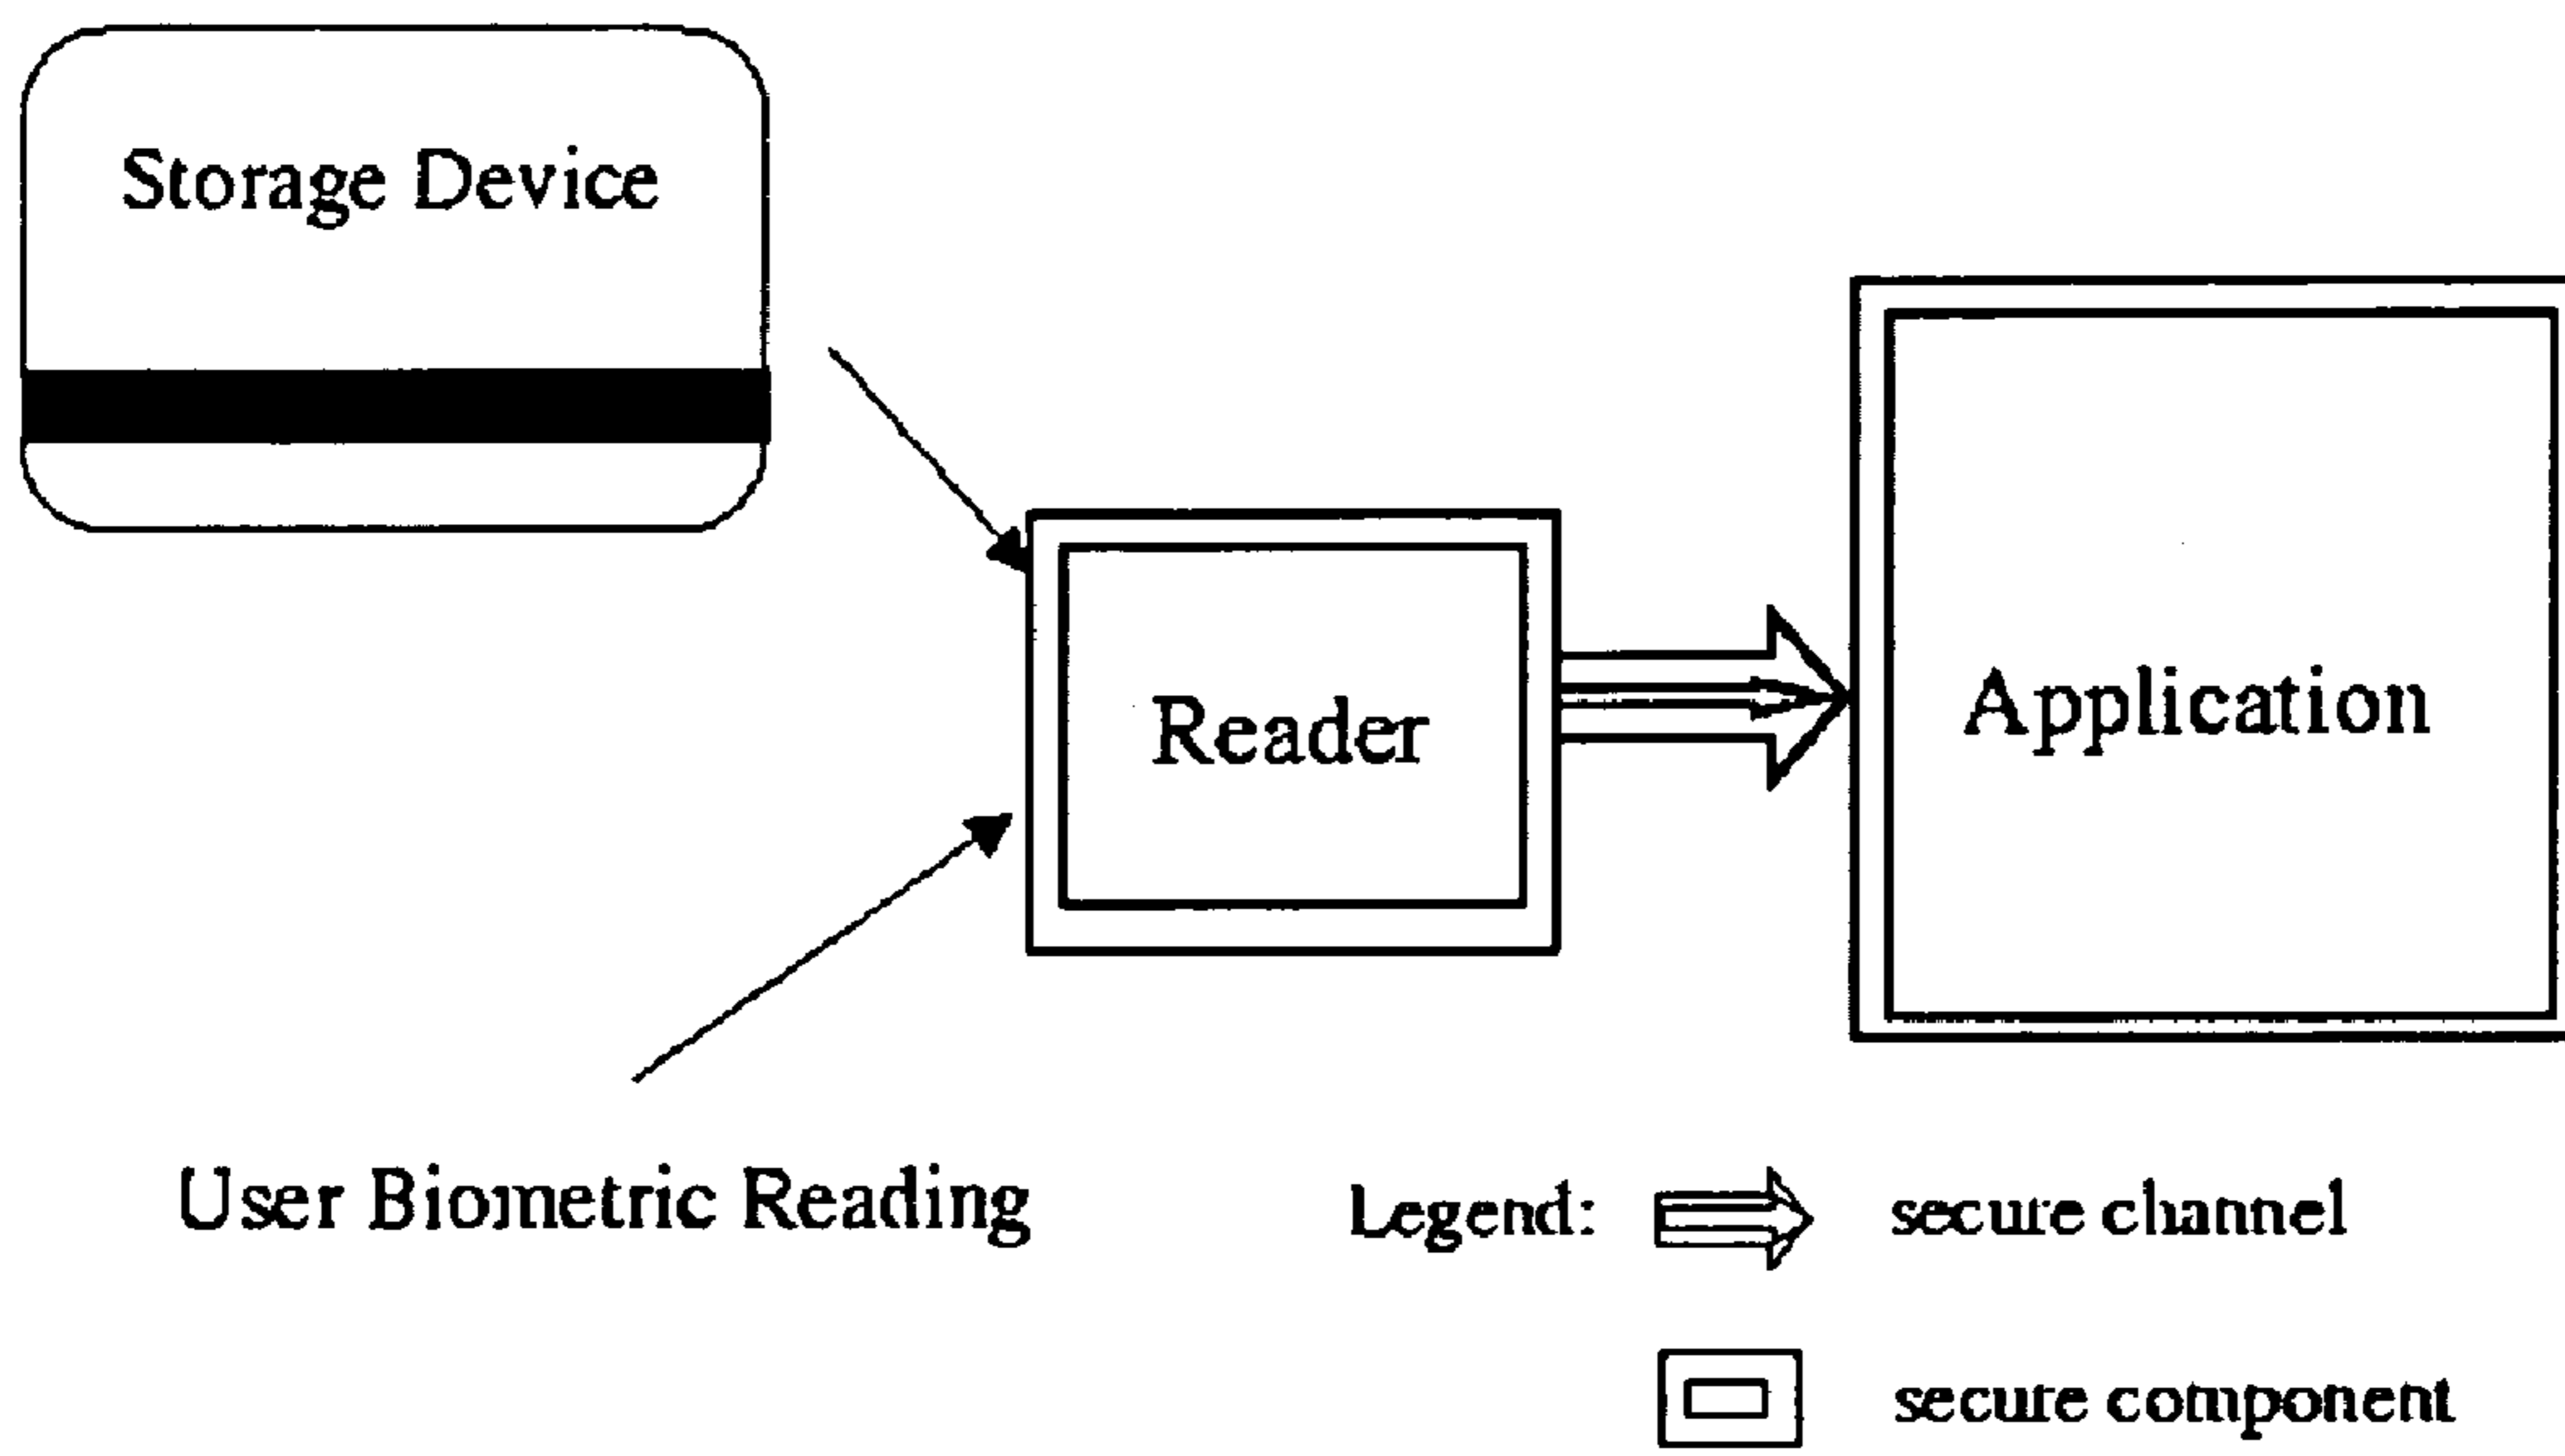 Storage Device
Reader
Application
User Biometric Reading
Legend:
secure channel
secure component